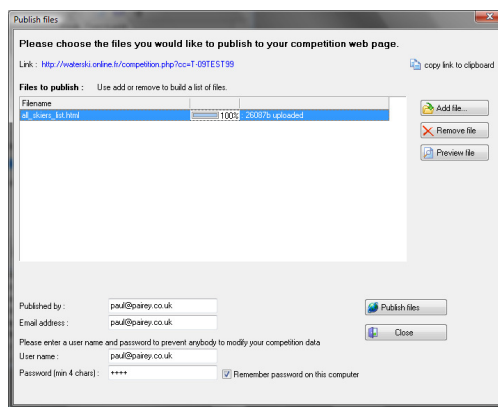 Publish files
Please choose the files you would like to publish to your competition web page.
Link : http://waterski.online.fr/competition.php?cc=T-09TEST99
copy link to clipboard
Files to publish : Use add or remove to build a list of files.
Filename
all_skiers_list.html 100% 26087b uploaded
Add file...
Remove file
Preview file
Published by : paul@pairey.co.uk
Email address : paul@pairey.co.uk
Publish files
Close
Please enter a user name and password to prevent anybody to modify your competition data
User name : paul@pairey.co.uk
Password (min 4 chars) : ++++
Remember password on this computer